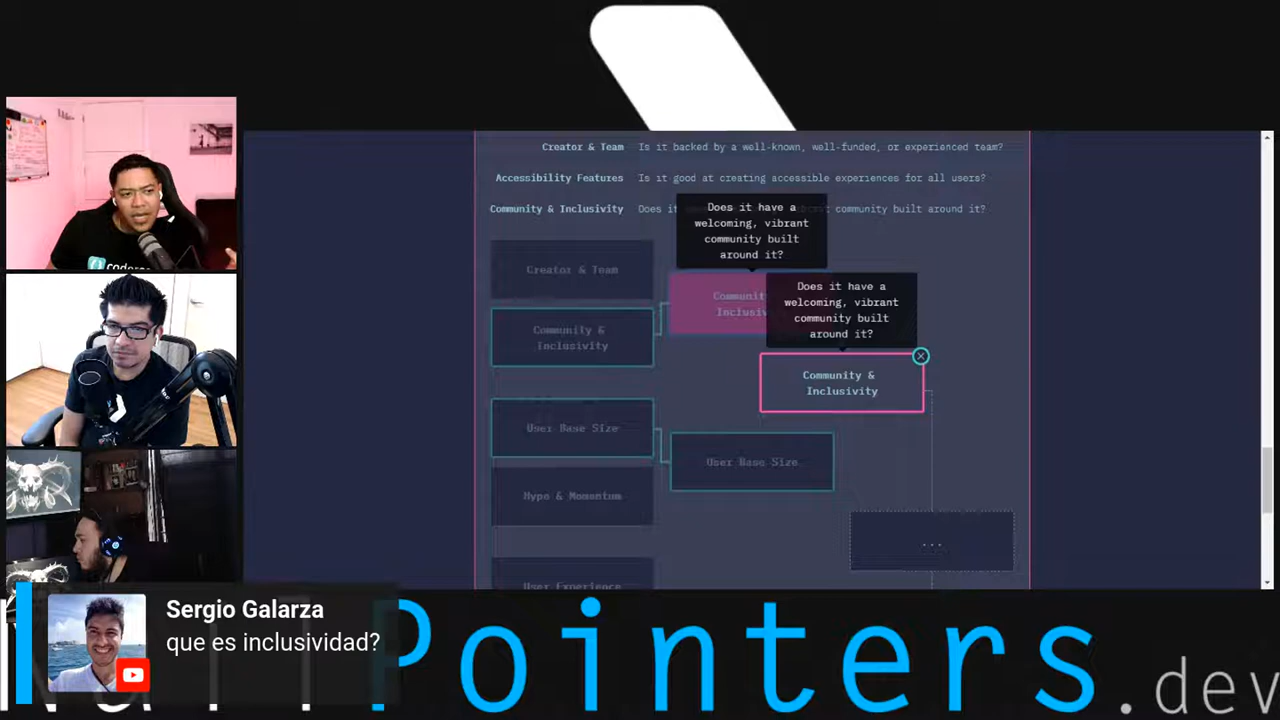 Creator & Team Is it backed by a well-known, well-funded, or experienced team?
Accessibility Features Is it good at creating accessible experiences for all users?
Community & Inclusivity Does it community built around it?
Does it have a
welcoming, vibrant
community built
around it?
Creator & Team
Community &
Inclusivity
Does it have a
welcoming, vibrant
community built
around it?
Community &
Inclusivity
Community &
Inclusivity
User Base Size
User Base Size
Hype & Momentum
...
User Experience
Sergio Galarza
que es inclusividad?
Pointers.dev